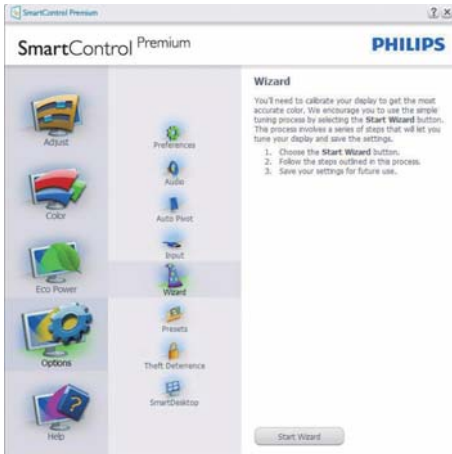 SmartControl Premium
? x
SmartControl Premium
PHILIPS
Adjust
Color
Eco Power
Options
Help
Preferences
Audio
Auto Pivot
Input
Wizard
Presets
Theft Deterrence
SmartDesktop
Wizard
You'll need to calibrate your display to get the most
accurate color. We encourage you to use the simple
tuning process by selecting the Start Wizard button.
This process involves a series of steps that will let you
tune your display and save the settings.
1. Choose the Start Wizard button.
2. Follow the steps outlined in this process.
3. Save your settings for future use.
Start Wizard